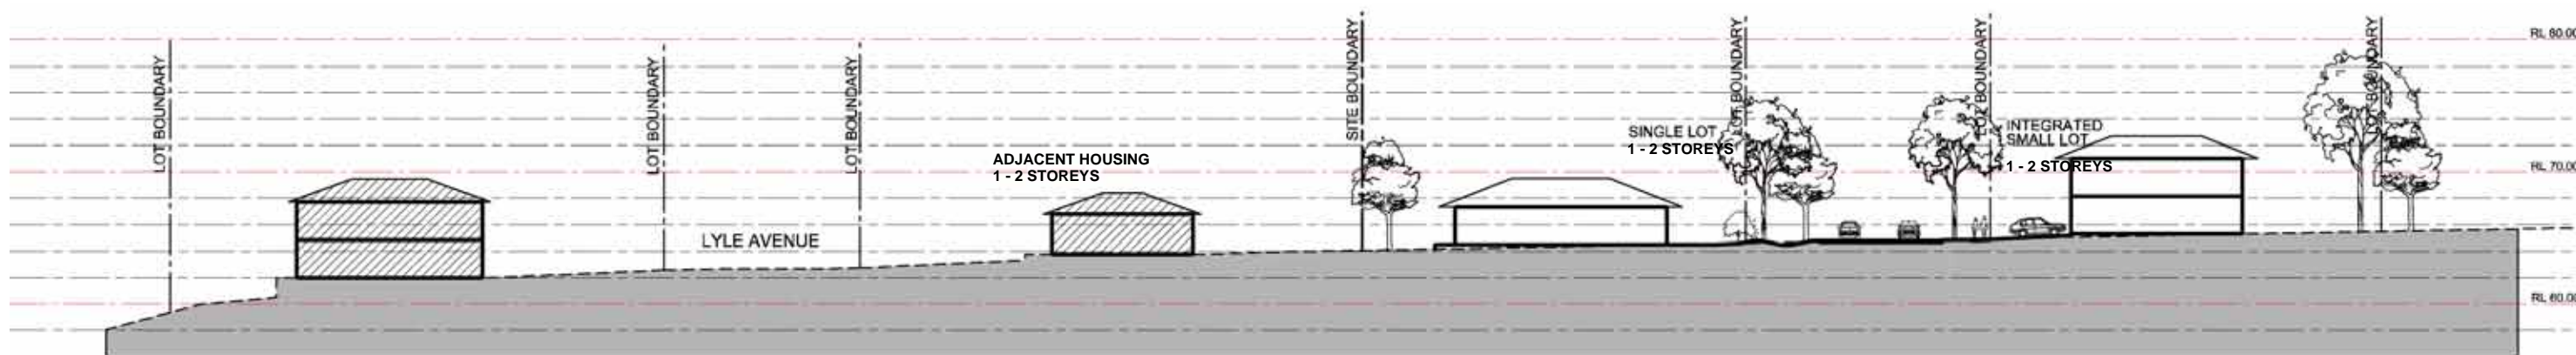 LOT BOUNDARY
LOT BOUNDARY
LOT BOUNDARY
SITE BOUNDARY
LOT BOUNDARY
LOT BOUNDARY
LOT BOUNDARY
RL 80.00
LYLE AVENUE
ADJACENT HOUSING
1 - 2 STOREYS
SINGLE LOT
1 - 2 STOREYS
INTEGRATED
SMALL LOT
1 - 2 STOREYS
RL 70.00
RL 60.00